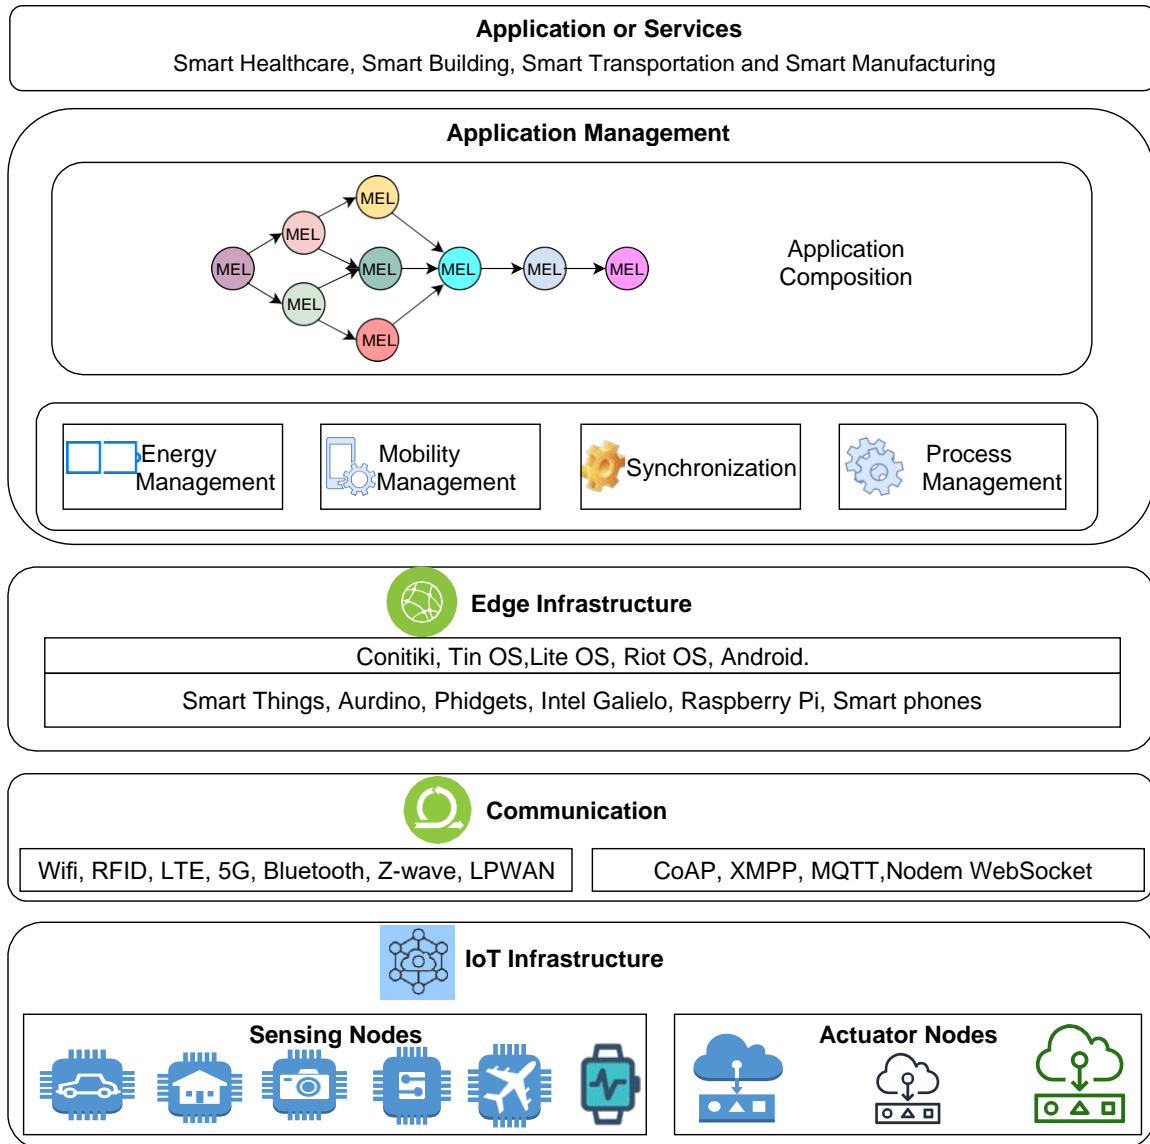 Application or Services
Smart Healthcare, Smart Building, Smart Transportation and Smart Manufacturing
Application Management
MEL
MEL
MEL
MEL
MEL
MEL
MEL
MEL
MEL
Application
Composition
Energy
Management
Mobility
Management
Synchronization
Process
Management
Edge Infrastructure
Conitiki, Tin OS,Lite OS, Riot OS, Android.
Smart Things, Aurdino, Phidgets, Intel Galielo, Raspberry Pi, Smart phones
Communication
Wifi, RFID, LTE, 5G, Bluetooth, Z-wave, LPWAN
CoAP, XMPP, MQTT,Nodem WebSocket
IoT Infrastructure
Sensing Nodes
Actuator Nodes